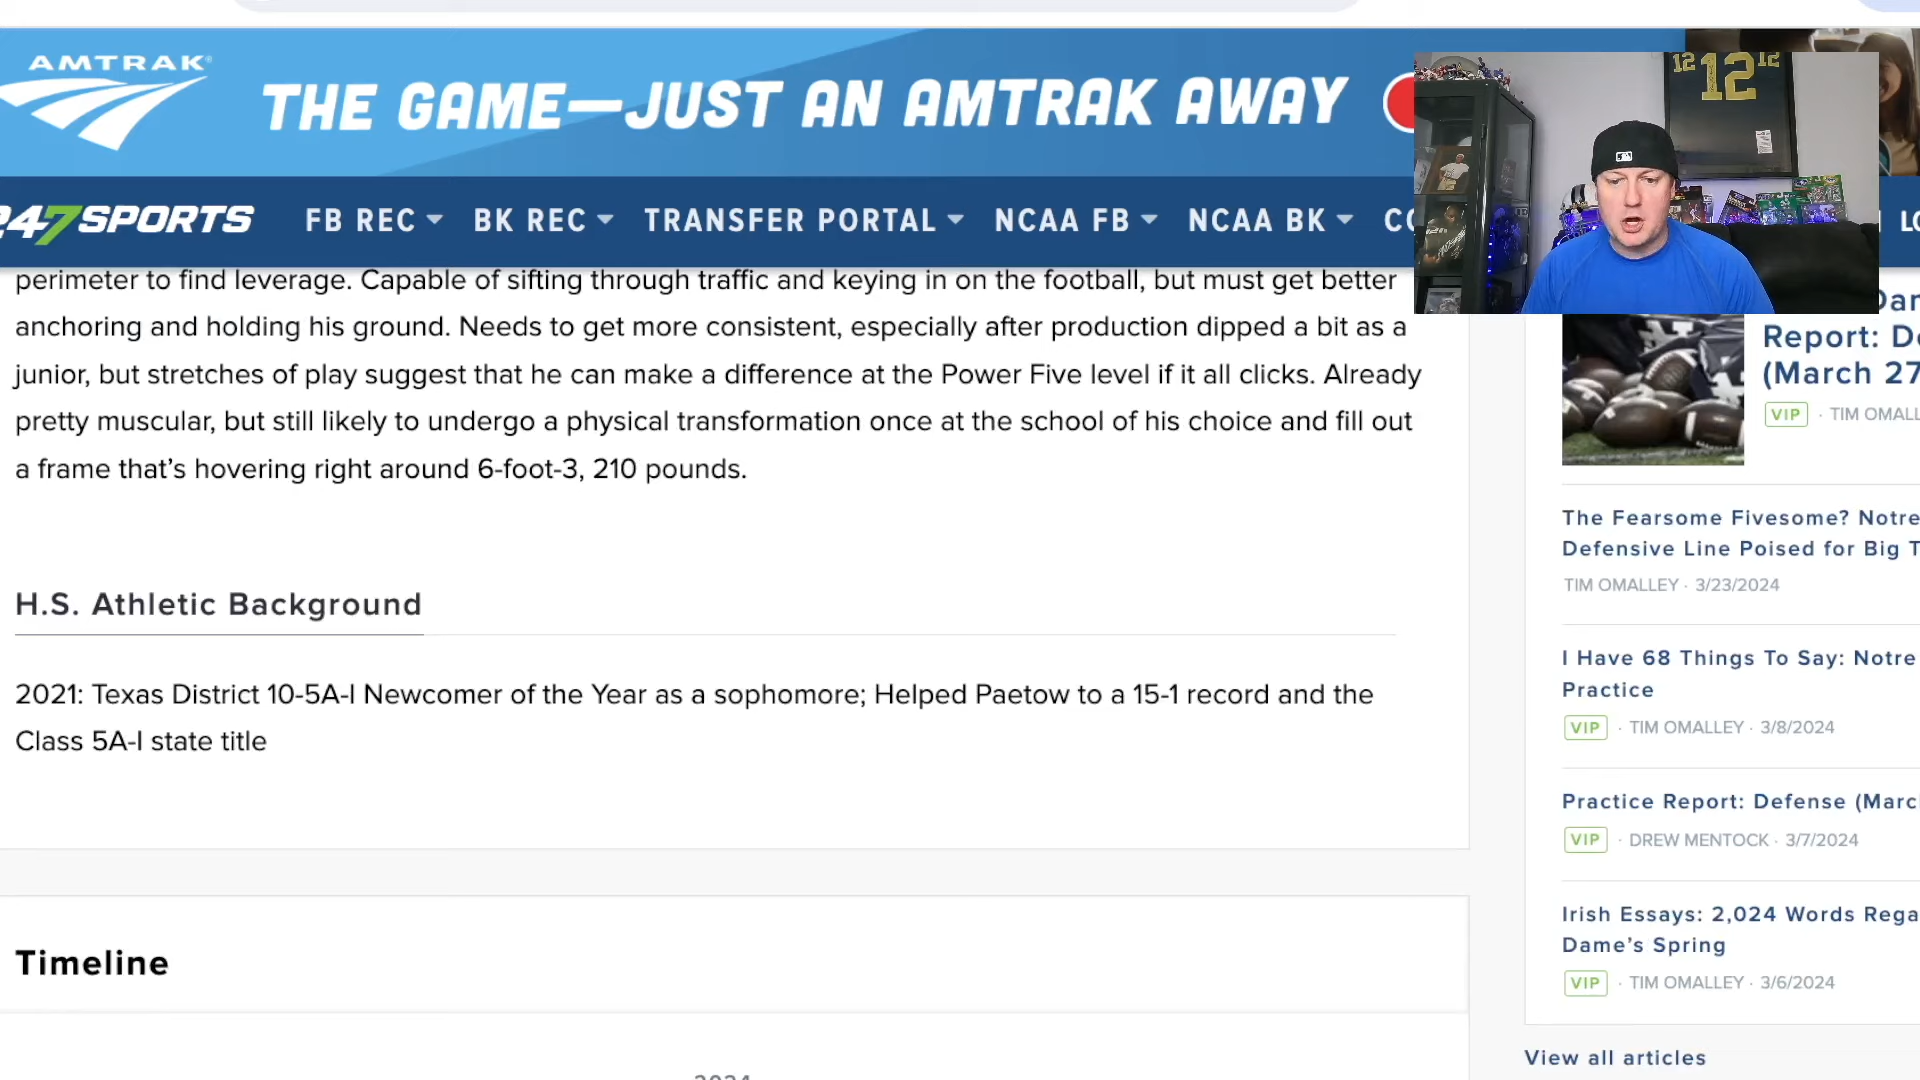 AMTRAK
THE GAME—JUST AN AMTRAK AWAY
12 12 12
247SPORTS FB REC BK REC TRANSFER PORTAL NCAA FB NCAA BK
perimeter to find leverage. Capable of sifting through traffic and keying in on the football, but must get better
anchoring and holding his ground. Needs to get more consistent, especially after production dipped a bit as a
junior, but stretches of play suggest that he can make a difference at the Power Five level if it all clicks. Already
pretty muscular, but still likely to undergo a physical transformation once at the school of his choice and fill out
a frame that’s hovering right around 6-foot-3, 210 pounds.
H.S. Athletic Background
2021: Texas District 10-5A-I Newcomer of the Year as a sophomore; Helped Paetow to a 15-1 record and the
Class 5A-I state title
Timeline
2024
Report:
(March 27
VIP · TIM OMALL
The Fearsome Fivesome? Notre
Defensive Line Poised for Big
TIM OMALLEY · 3/23/2024
I Have 68 Things To Say: Notre
Practice
VIP · TIM OMALLEY · 3/8/2024
Practice Report: Defense (Marc
VIP · DREW MENTOCK · 3/7/2024
Irish Essays: 2,024 Words Rega
Dame’s Spring
VIP · TIM OMALLEY · 3/6/2024
View all articles